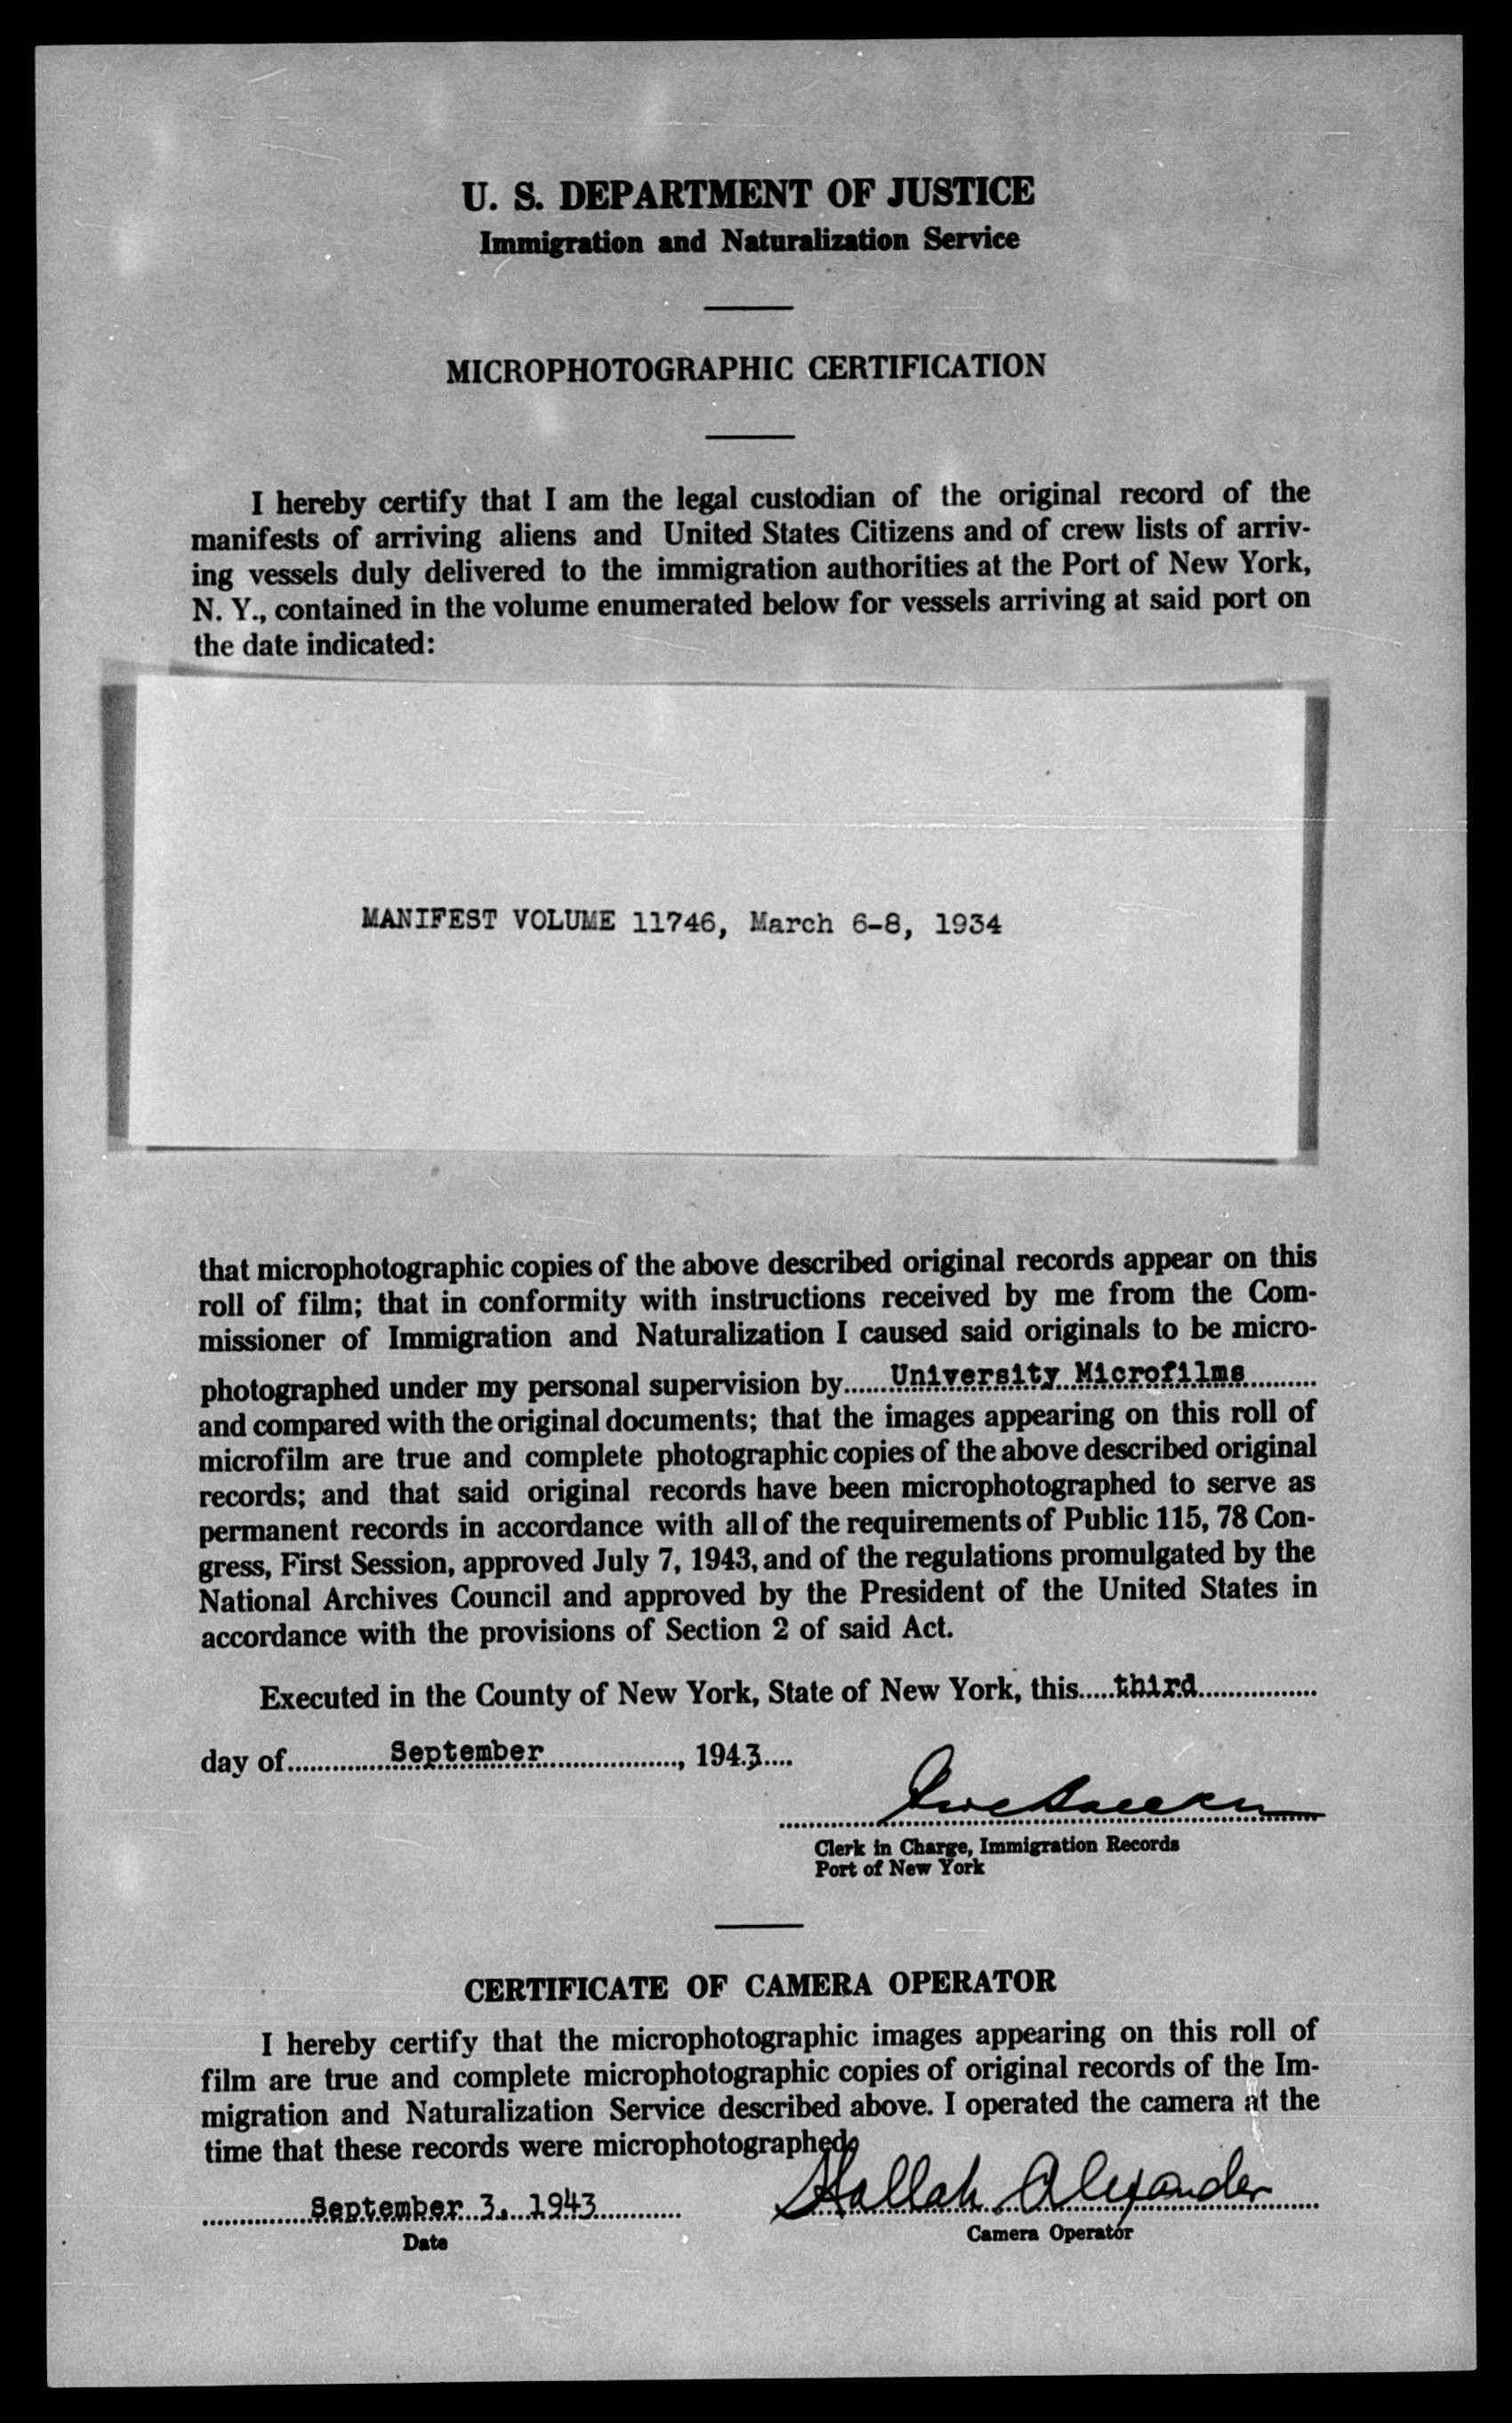 U. S. DEPARTMENT OF JUSTICE
Immigration and Naturalization Service
MICROPHOTOGRAPHIC CERTIFICATION
I hereby certify that I am the legal custodian of the original record of the
manifests of arriving aliens and United States Citizens and of crew lists of arriv-
ing vessels duly delivered to the immigration authorities at the Port of New York,
N. Y., contained in the volume enumerated below for vessels arriving at said port on
the date indicated:
MANIFEST VOLUME 11746, March 6-8, 1934
that microphotographic copies of the above described original records appear on this
roll of film; that in conformity with instructions received by me from the Com-
missioner of Immigration and Naturalization I caused said originals to be micro-
photographed under my personal supervision by......University Microfilms..........
and compared with the original documents; that the images appearing on this roll of
microfilm are true and complete photographic copies of the above described original
records; and that said original records have been microphotographed to serve as
permanent records in accordance with all of the requirements of Public 115, 78 Con-
gress, First Session, approved July 7, 1943, and of the regulations promulgated by the
National Archives Council and approved by the President of the United States in
accordance with the provisions of Section 2 of said Act.
Executed in the County of New York, State of New York, this.....third.................
day of..............September..................., 1943....
Clerk in Charge, Immigration Records
Port of New York
CERTIFICATE OF CAMERA OPERATOR
I hereby certify that the microphotographic images appearing on this roll of
film are true and complete microphotographic copies of original records of the Im-
migration and Naturalization Service described above. I operated the camera at the
time that these records were microphotographed.
...............September 3, 1943............ Alexander
Date
Camera Operator